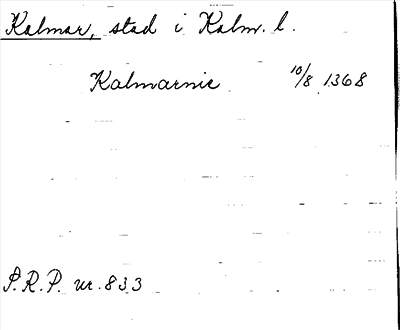 Kalmar, stad i Kalm. l.
Kalmarnie 10/8 1368
S.R.P. nr. 833